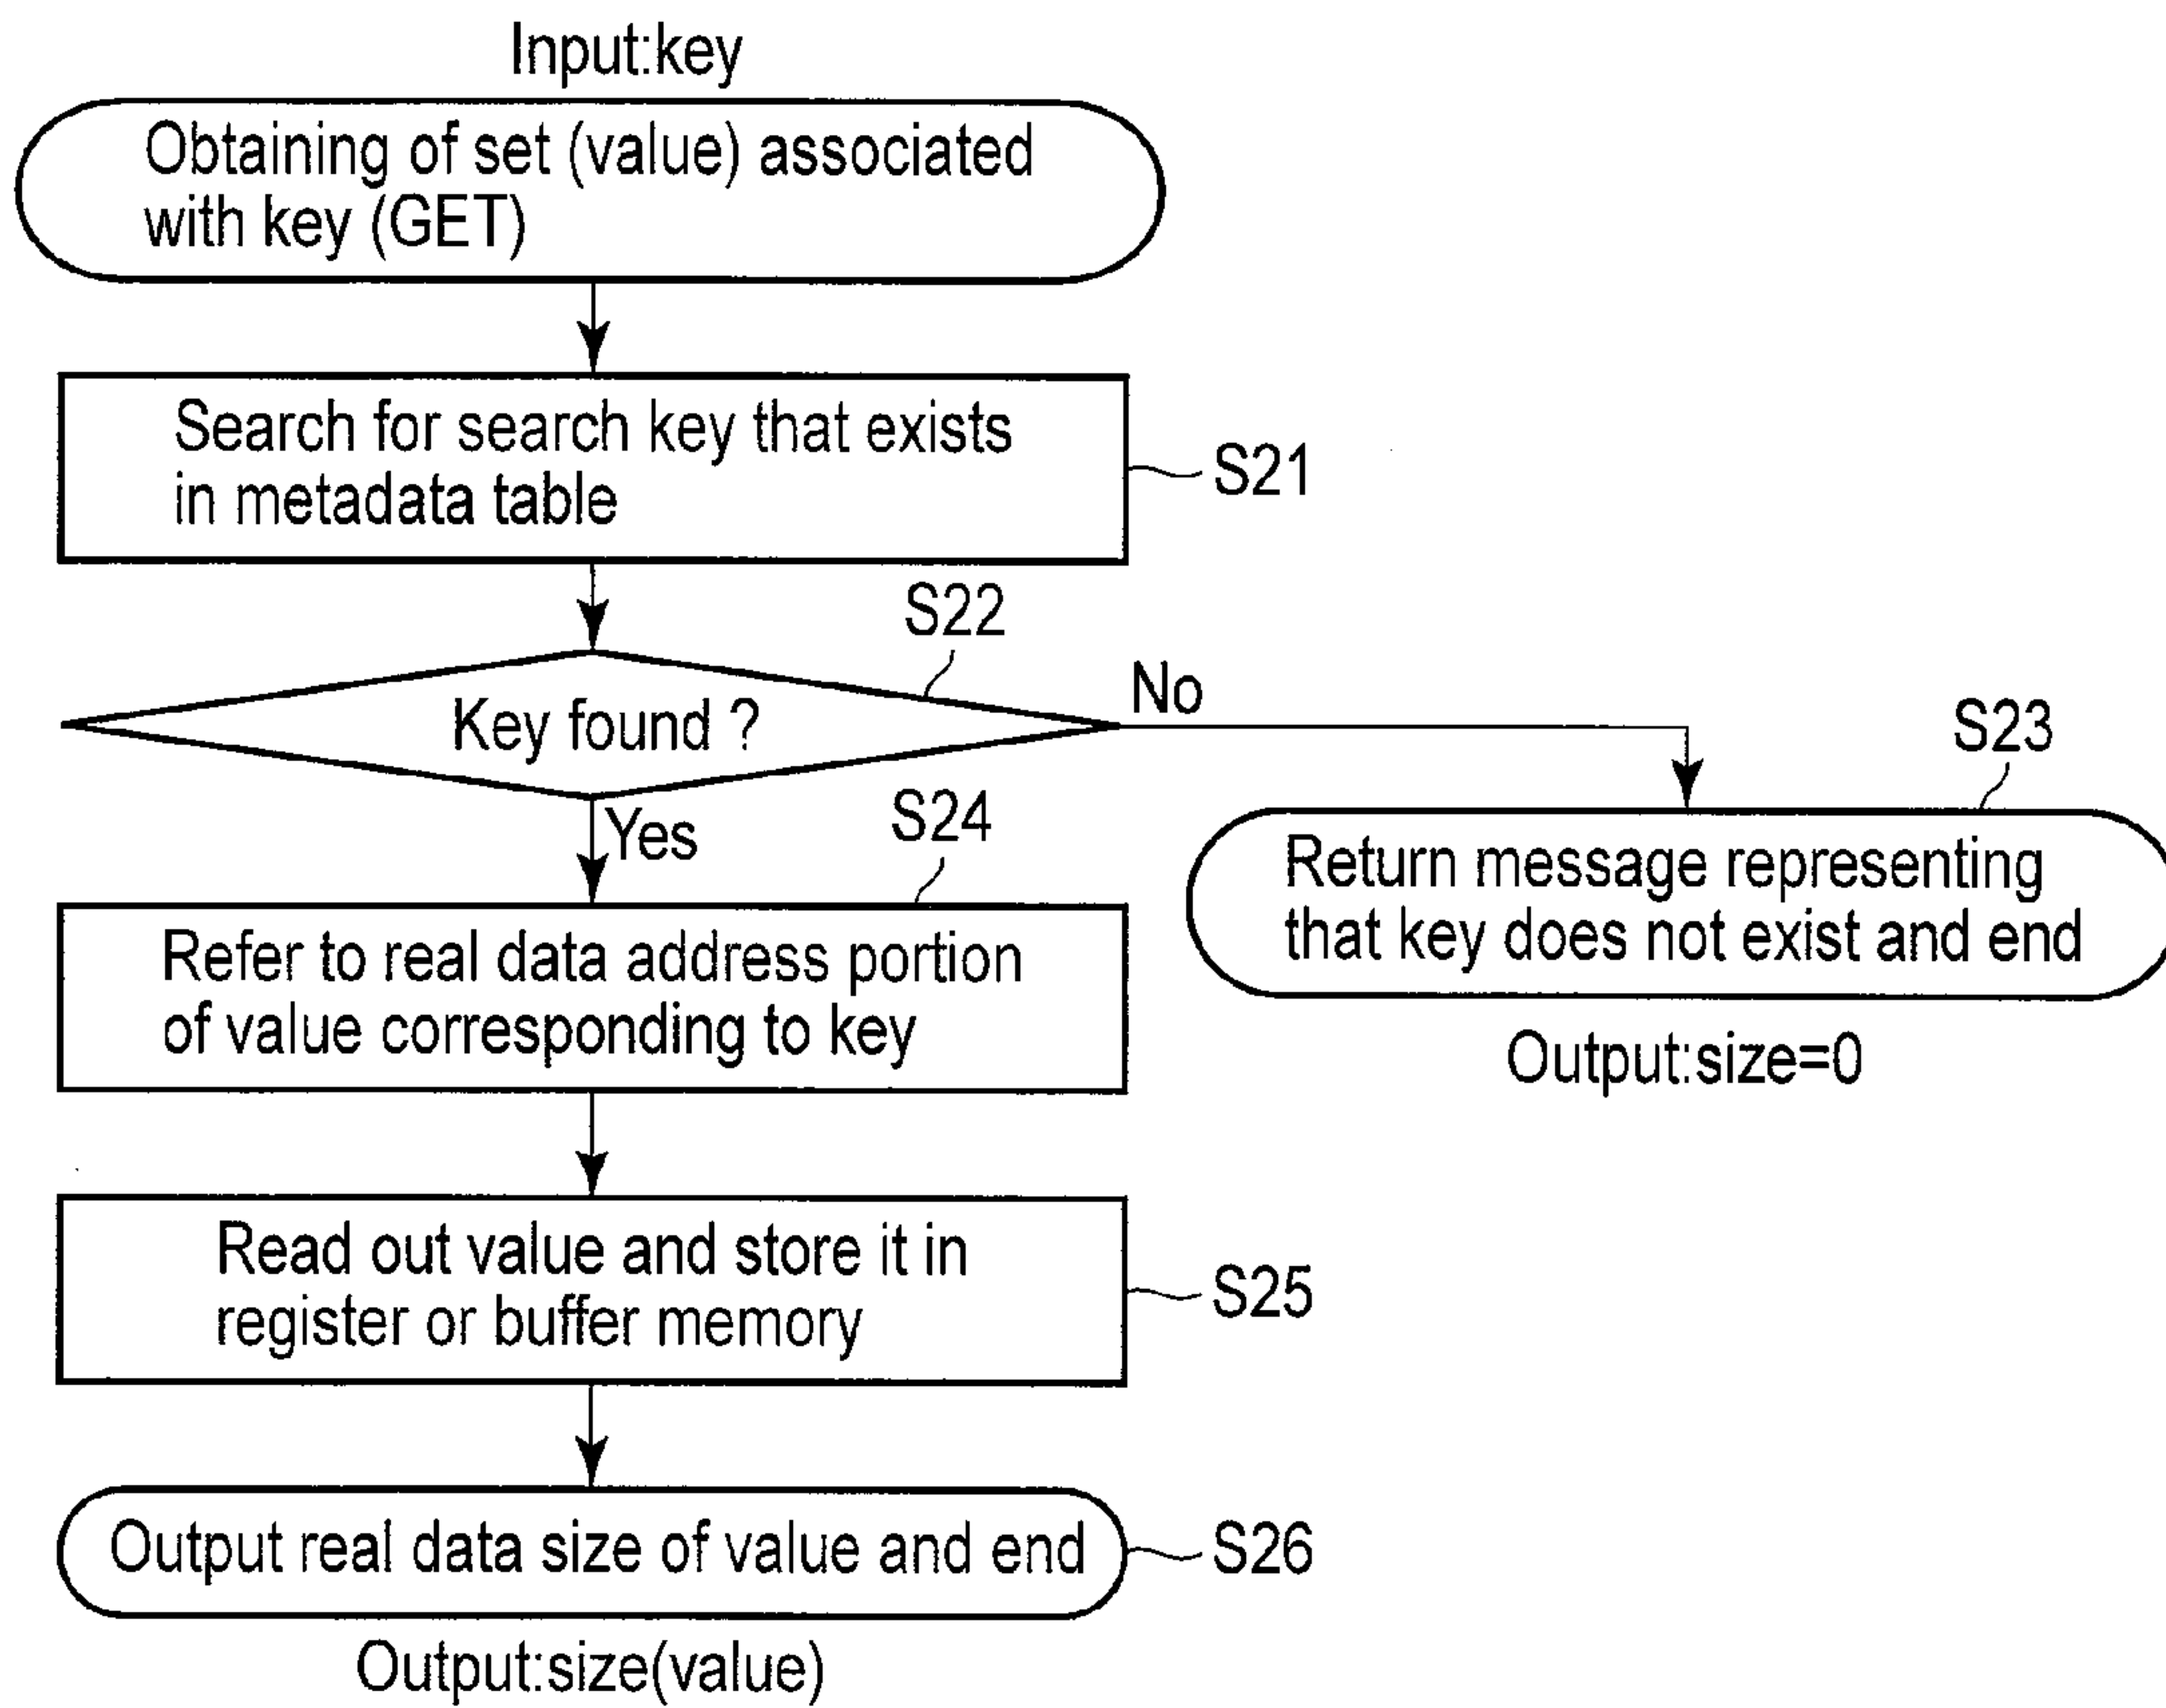 Input:key
Obtaining of set (value) associated
with key (GET)
Search for search key that exists
in metadata table
S21
S22
Key found ?
No
Yes
S23
Return message representing
that key does not exist and end
Output:size=0
S24
Refer to real data address portion
of value corresponding to key
Read out value and store it in
register or buffer memory
S25
Output real data size of value and end
S26
Output:size(value)